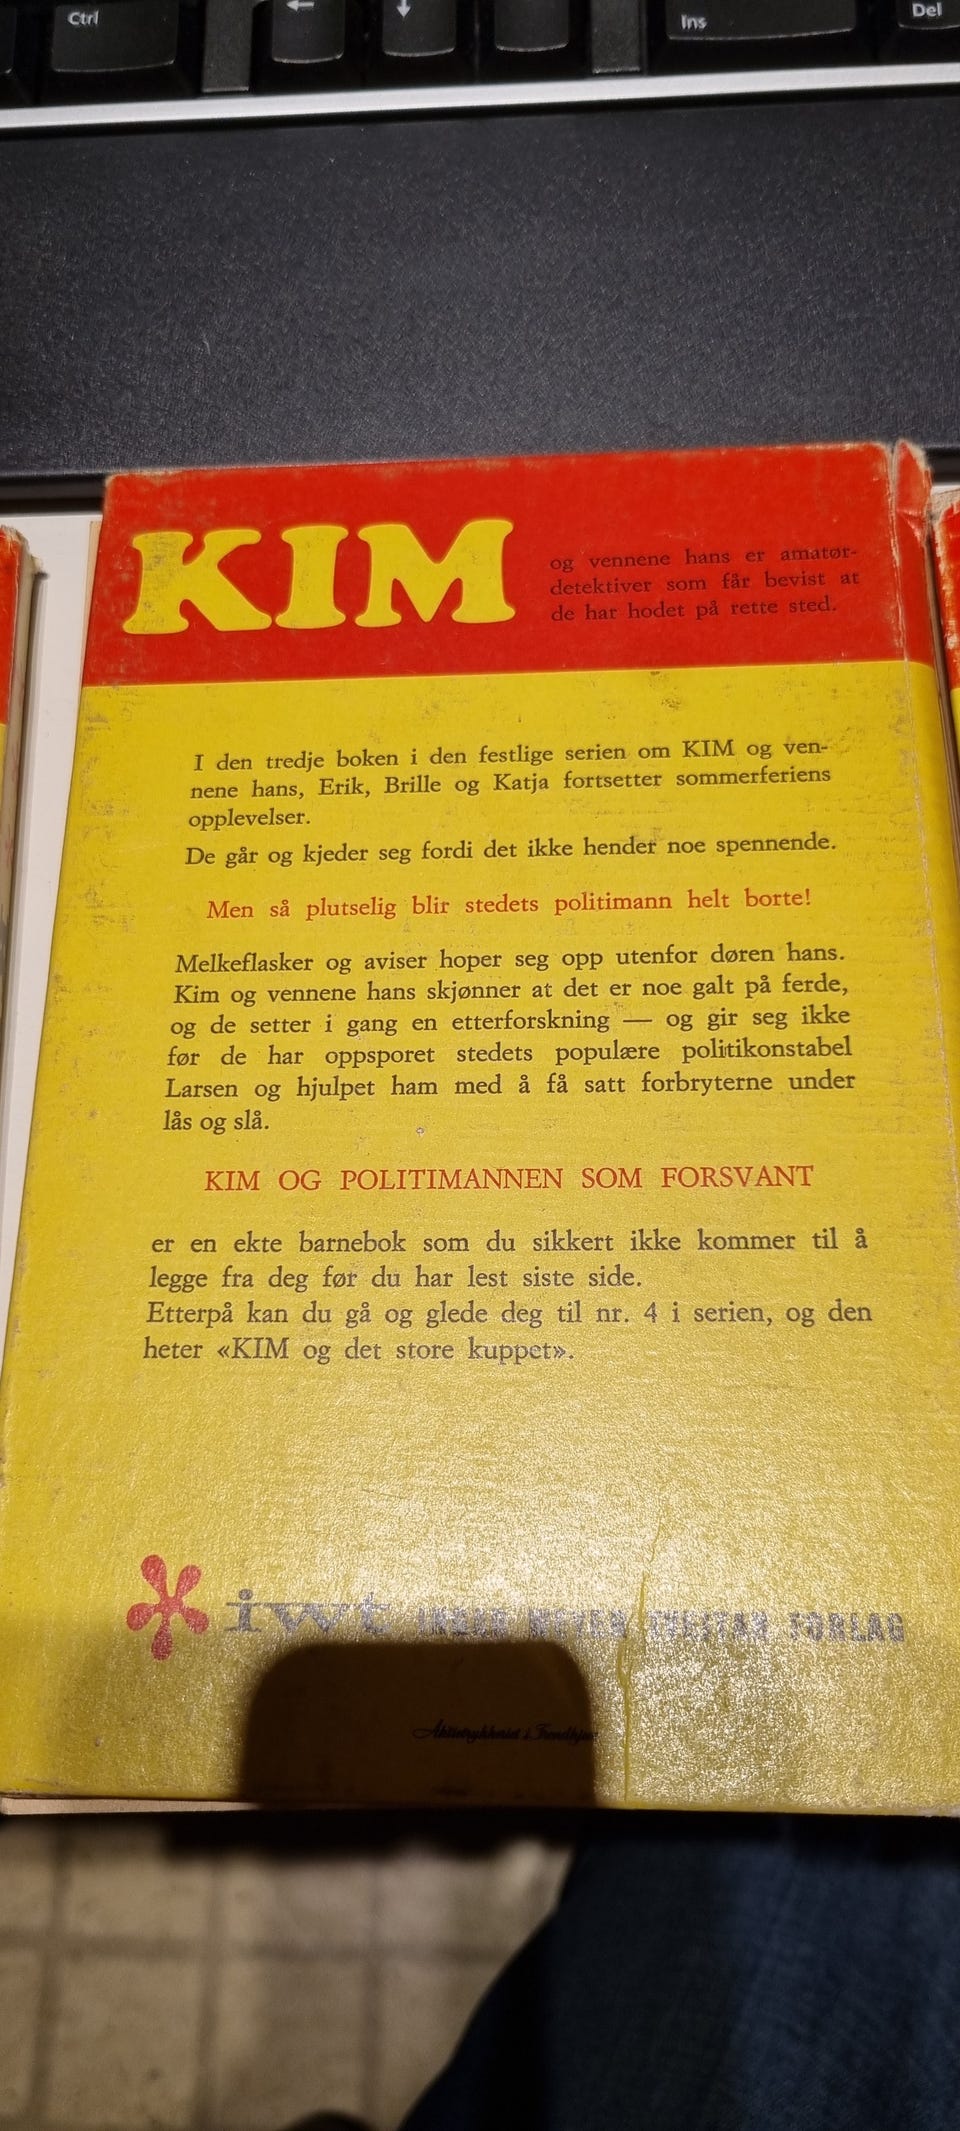 Ctrl
←
↓
Ins
Del
KIM
og vennene hans er amatør-
detektiver som får bevist at
de har hodet på rette sted.
I den tredje boken i den festlige serien om KIM og ven-
nene hans, Erik, Brille og Katja fortsetter sommerferiens
opplevelser.
De går og kjeder seg fordi det ikke hender noe spennende.
Men så plutselig blir stedets politimann helt borte!
Melkeflasker og aviser hoper seg opp utenfor døren hans.
Kim og vennene hans skjønner at det er noe galt på ferde,
og de setter i gang en etterforskning — og gir seg ikke
før de har oppsporet stedets populære politikonstabel
Larsen og hjulpet ham med å få satt forbryterne under
lås og slå.
KIM OG POLITIMANNEN SOM FORSVANT
er en ekte barnebok som du sikkert ikke kommer til å
legge fra deg før du har lest siste side.
Etterpå kan du gå og glede deg til nr. 4 i serien, og den
heter «KIM og det store kuppet».
iwt FORLAG
Aktietrykkeriet i Trondhjem